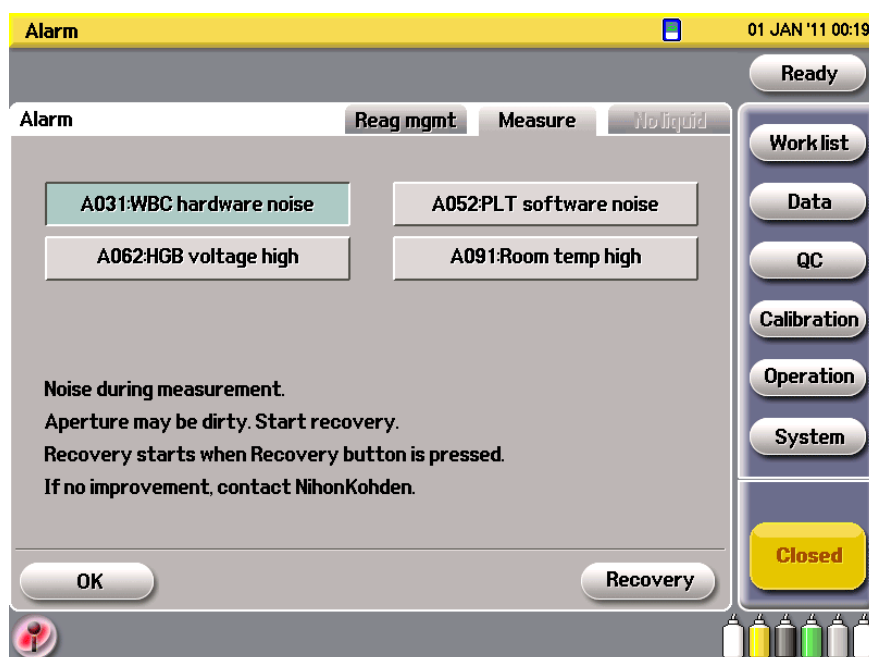 Alarm
01 JAN '11 00:19
Ready
Alarm
Reag mgmt
Measure
No liquid
Work list
A031:WBC hardware noise
A052:PLT software noise
Data
A062:HGB voltage high
A091:Room temp high
QC
Calibration
Noise during measurement.
Operation
Aperture may be dirty. Start recovery.
Recovery starts when Recovery button is pressed.
System
If no improvement, contact NihonKohden.
Closed
OK
Recovery